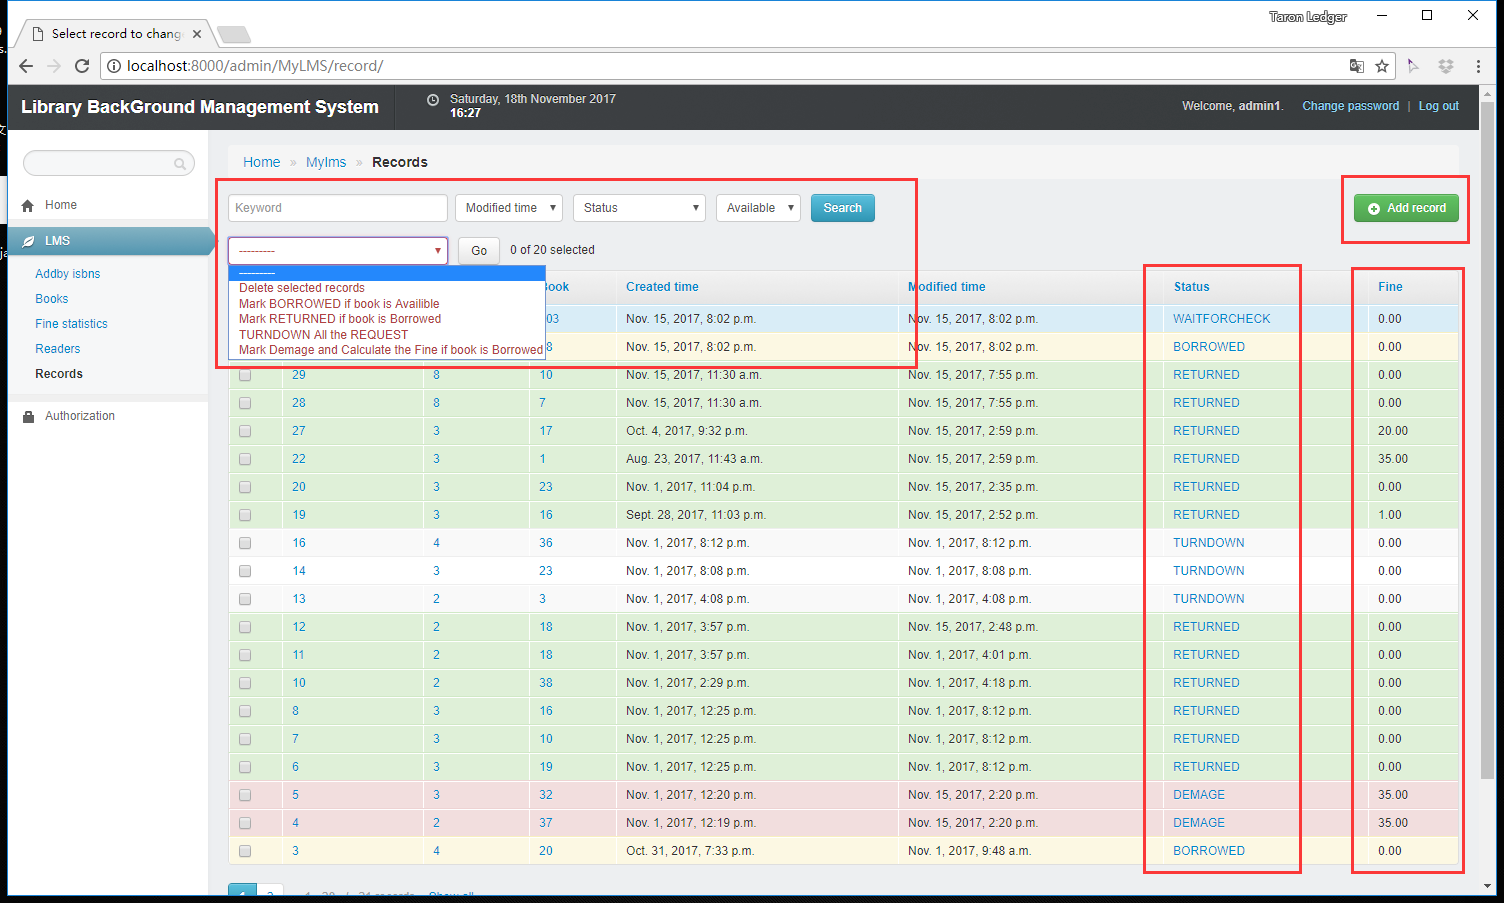 Taron Ledger
Select record to chang
localhost:8000/admin/MyLMS/record/
Library BackGround Management System
Saturday, 18th November 2017
16:27
Welcome, admin1. Change password | Log out
Home
LMS
Addby isbns
Books
Fine statistics
Readers
Records
Authorization
Home » Mylms » Records
Keyword Modified time Status Available Search
Add record
--------- Go 0 of 20 selected
---------
Delete selected records
Mark BORROWED if book is Availible
Mark RETURNED if book is Borrowed
TURNDOWN All the REQUEST
Mark Demage and Calculate the Fine if book is Borrowed
ook Created time Modified time Status Fine
03 Nov. 15, 2017, 8:02 p.m. Nov. 15, 2017, 8:02 p.m. WAITFORCHECK 0.00
8 Nov. 15, 2017, 8:02 p.m. Nov. 15, 2017, 8:02 p.m. BORROWED 0.00
29 8 10 Nov. 15, 2017, 11:30 a.m. Nov. 15, 2017, 7:55 p.m. RETURNED 0.00
28 8 7 Nov. 15, 2017, 11:30 a.m. Nov. 15, 2017, 7:55 p.m. RETURNED 0.00
27 3 17 Oct. 4, 2017, 9:32 p.m. Nov. 15, 2017, 2:59 p.m. RETURNED 20.00
22 3 1 Aug. 23, 2017, 11:43 a.m. Nov. 15, 2017, 2:59 p.m. RETURNED 35.00
20 3 23 Nov. 1, 2017, 11:04 p.m. Nov. 15, 2017, 2:35 p.m. RETURNED 0.00
19 3 16 Sept. 28, 2017, 11:03 p.m. Nov. 15, 2017, 2:52 p.m. RETURNED 1.00
16 4 36 Nov. 1, 2017, 8:12 p.m. Nov. 1, 2017, 8:12 p.m. TURNDOWN 0.00
14 3 23 Nov. 1, 2017, 8:08 p.m. Nov. 1, 2017, 8:08 p.m. TURNDOWN 0.00
13 2 3 Nov. 1, 2017, 4:08 p.m. Nov. 1, 2017, 4:08 p.m. TURNDOWN 0.00
12 2 18 Nov. 1, 2017, 3:57 p.m. Nov. 15, 2017, 2:48 p.m. RETURNED 0.00
11 2 18 Nov. 1, 2017, 3:57 p.m. Nov. 1, 2017, 4:01 p.m. RETURNED 0.00
10 2 38 Nov. 1, 2017, 2:29 p.m. Nov. 1, 2017, 4:18 p.m. RETURNED 0.00
8 3 16 Nov. 1, 2017, 12:25 p.m. Nov. 1, 2017, 8:12 p.m. RETURNED 0.00
7 3 10 Nov. 1, 2017, 12:25 p.m. Nov. 1, 2017, 8:12 p.m. RETURNED 0.00
6 3 19 Nov. 1, 2017, 12:25 p.m. Nov. 1, 2017, 8:12 p.m. RETURNED 0.00
5 3 32 Nov. 1, 2017, 12:20 p.m. Nov. 15, 2017, 2:20 p.m. DEMAGE 35.00
4 2 37 Nov. 1, 2017, 12:19 p.m. Nov. 15, 2017, 2:20 p.m. DEMAGE 35.00
3 4 20 Oct. 31, 2017, 7:33 p.m. Nov. 1, 2017, 9:48 a.m. BORROWED 0.00